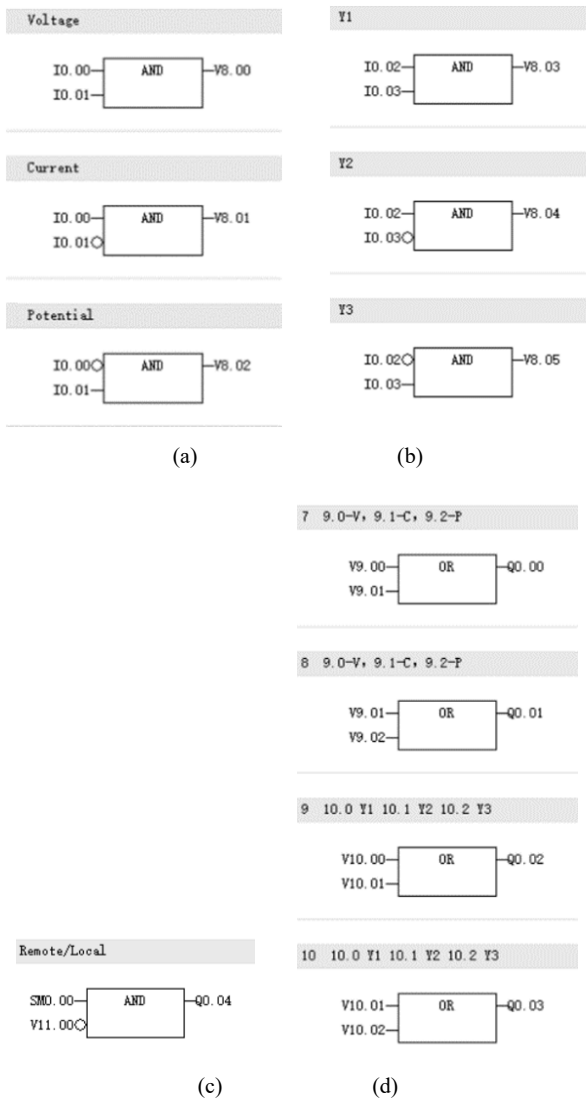 Voltage
I0.00 AND V8.00
I0.01
Current
I0.00 AND V8.01
I0.01
Potential
I0.00 AND V8.02
I0.01
(a)
Y1
I0.02 AND V8.03
I0.03
Y2
I0.02 AND V8.04
I0.03
Y3
I0.02 AND V8.05
I0.03
(b)
Remote/Local
SM0.00 AND Q0.04
V11.00
(c)
7 9.0-V, 9.1-C, 9.2-P
V9.00 OR Q0.00
V9.01
8 9.0-V, 9.1-C, 9.2-P
V9.01 OR Q0.01
V9.02
9 10.0 Y1 10.1 Y2 10.2 Y3
V10.00 OR Q0.02
V10.01
10 10.0 Y1 10.1 Y2 10.2 Y3
V10.01 OR Q0.03
V10.02
(d)